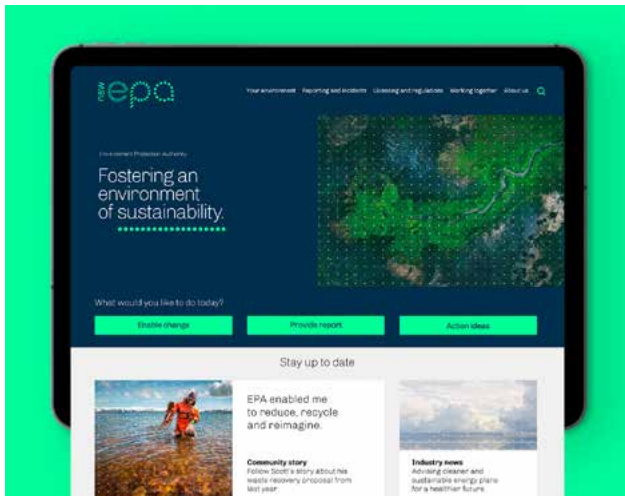 NSW epa
Your environment Reporting and incidents Licensing and regulations Working together About us
Environment Protection Authority
Fostering an
environment
of sustainability.
What would you like to do today?
Enable change Provide report Action ideas
Stay up to date
EPA enabled me
to reduce, recycle
and reimagine.
Community story
Follow Scott's story about his
waste recovery proposal from
last year
Industry news
Advising cleaner and
sustainable energy plans
for a healthier future